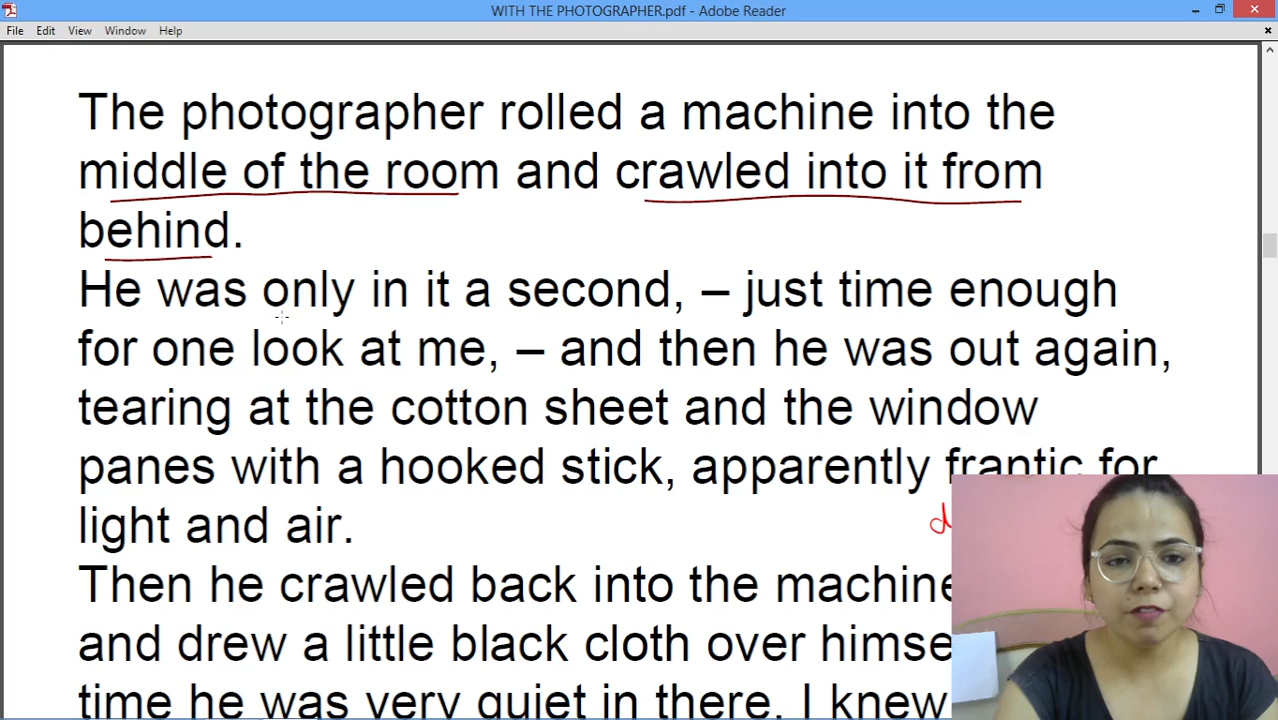 WITH THE PHOTOGRAPHER.pdf - Adobe Reader
File Edit View Window Help
The photographer rolled a machine into the
middle of the room and crawled into it from
behind.
He was only in it a second, – just time enough
for one look at me, – and then he was out again,
tearing at the cotton sheet and the window
panes with a hooked stick, apparently frantic for
light and air.
Then he crawled back into the machine
and drew a little black cloth over
time he was very quiet in there. I knew